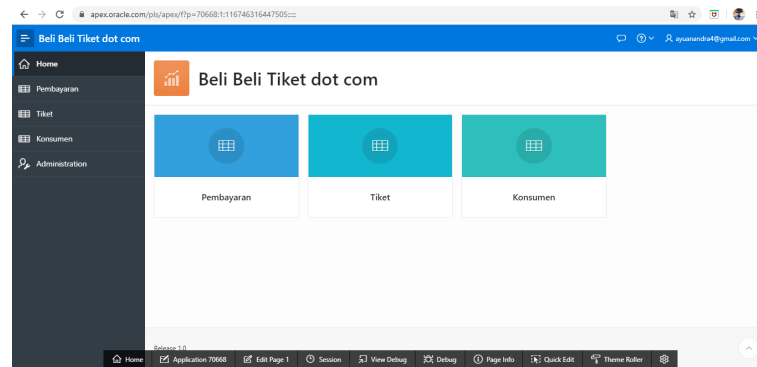 apex.oracle.com/pls/apex/f?p=70668:1:116746316447505:::::
Beli Beli Tiket dot com
ayuanandra4@gmail.com
Home
Pembayaran
Tiket
Konsumen
Administration
Beli Beli Tiket dot com
Pembayaran
Tiket
Konsumen
Release 1.0
Home Application 70668 Edit Page 1 Session View Debug Debug Page Info Quick Edit Theme Roller